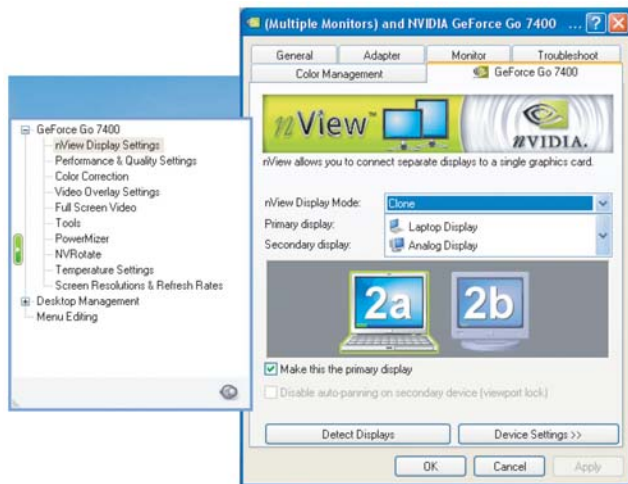 GeForce Go 7400
nView Display Settings
Performance & Quality Settings
Color Correction
Video Overlay Settings
Full Screen Video
Tools
PowerMizer
NVRotate
Temperature Settings
Screen Resolutions & Refresh Rates
Desktop Management
Menu Editing
(Multiple Monitors) and NVIDIA GeForce Go 7400 ...
General Adapter Monitor Troubleshoot
Color Management GeForce Go 7400
nView™
nVIDIA.
nView allows you to connect separate displays to a single graphics card.
nView Display Mode: Clone
Primary display: Laptop Display
Secondary display: Analog Display
2a 2b
Make this the primary display
Disable auto-panning on secondary device (viewport lock)
Detect Displays Device Settings >>
OK Cancel Apply